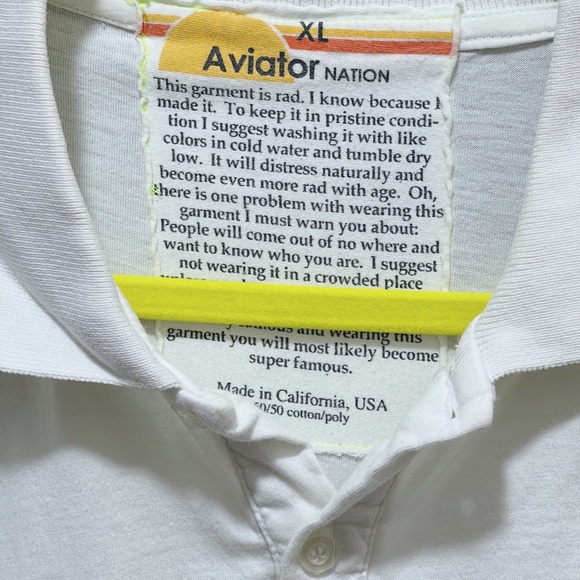 XL
Aviator NATION
This garment is rad. I know because I
made it. To keep it in pristine condi-
tion I suggest washing it with like
colors in cold water and tumble dry
low. It will distress naturally and
become even more rad with age. Oh,
there is one problem with wearing this
garment I must warn you about:
People will come out of no where and
want to know who you are. I suggest
not wearing it in a crowded place
famous and wearing this
garment you will most likely become
super famous.
Made in California, USA
50/50 cotton/poly